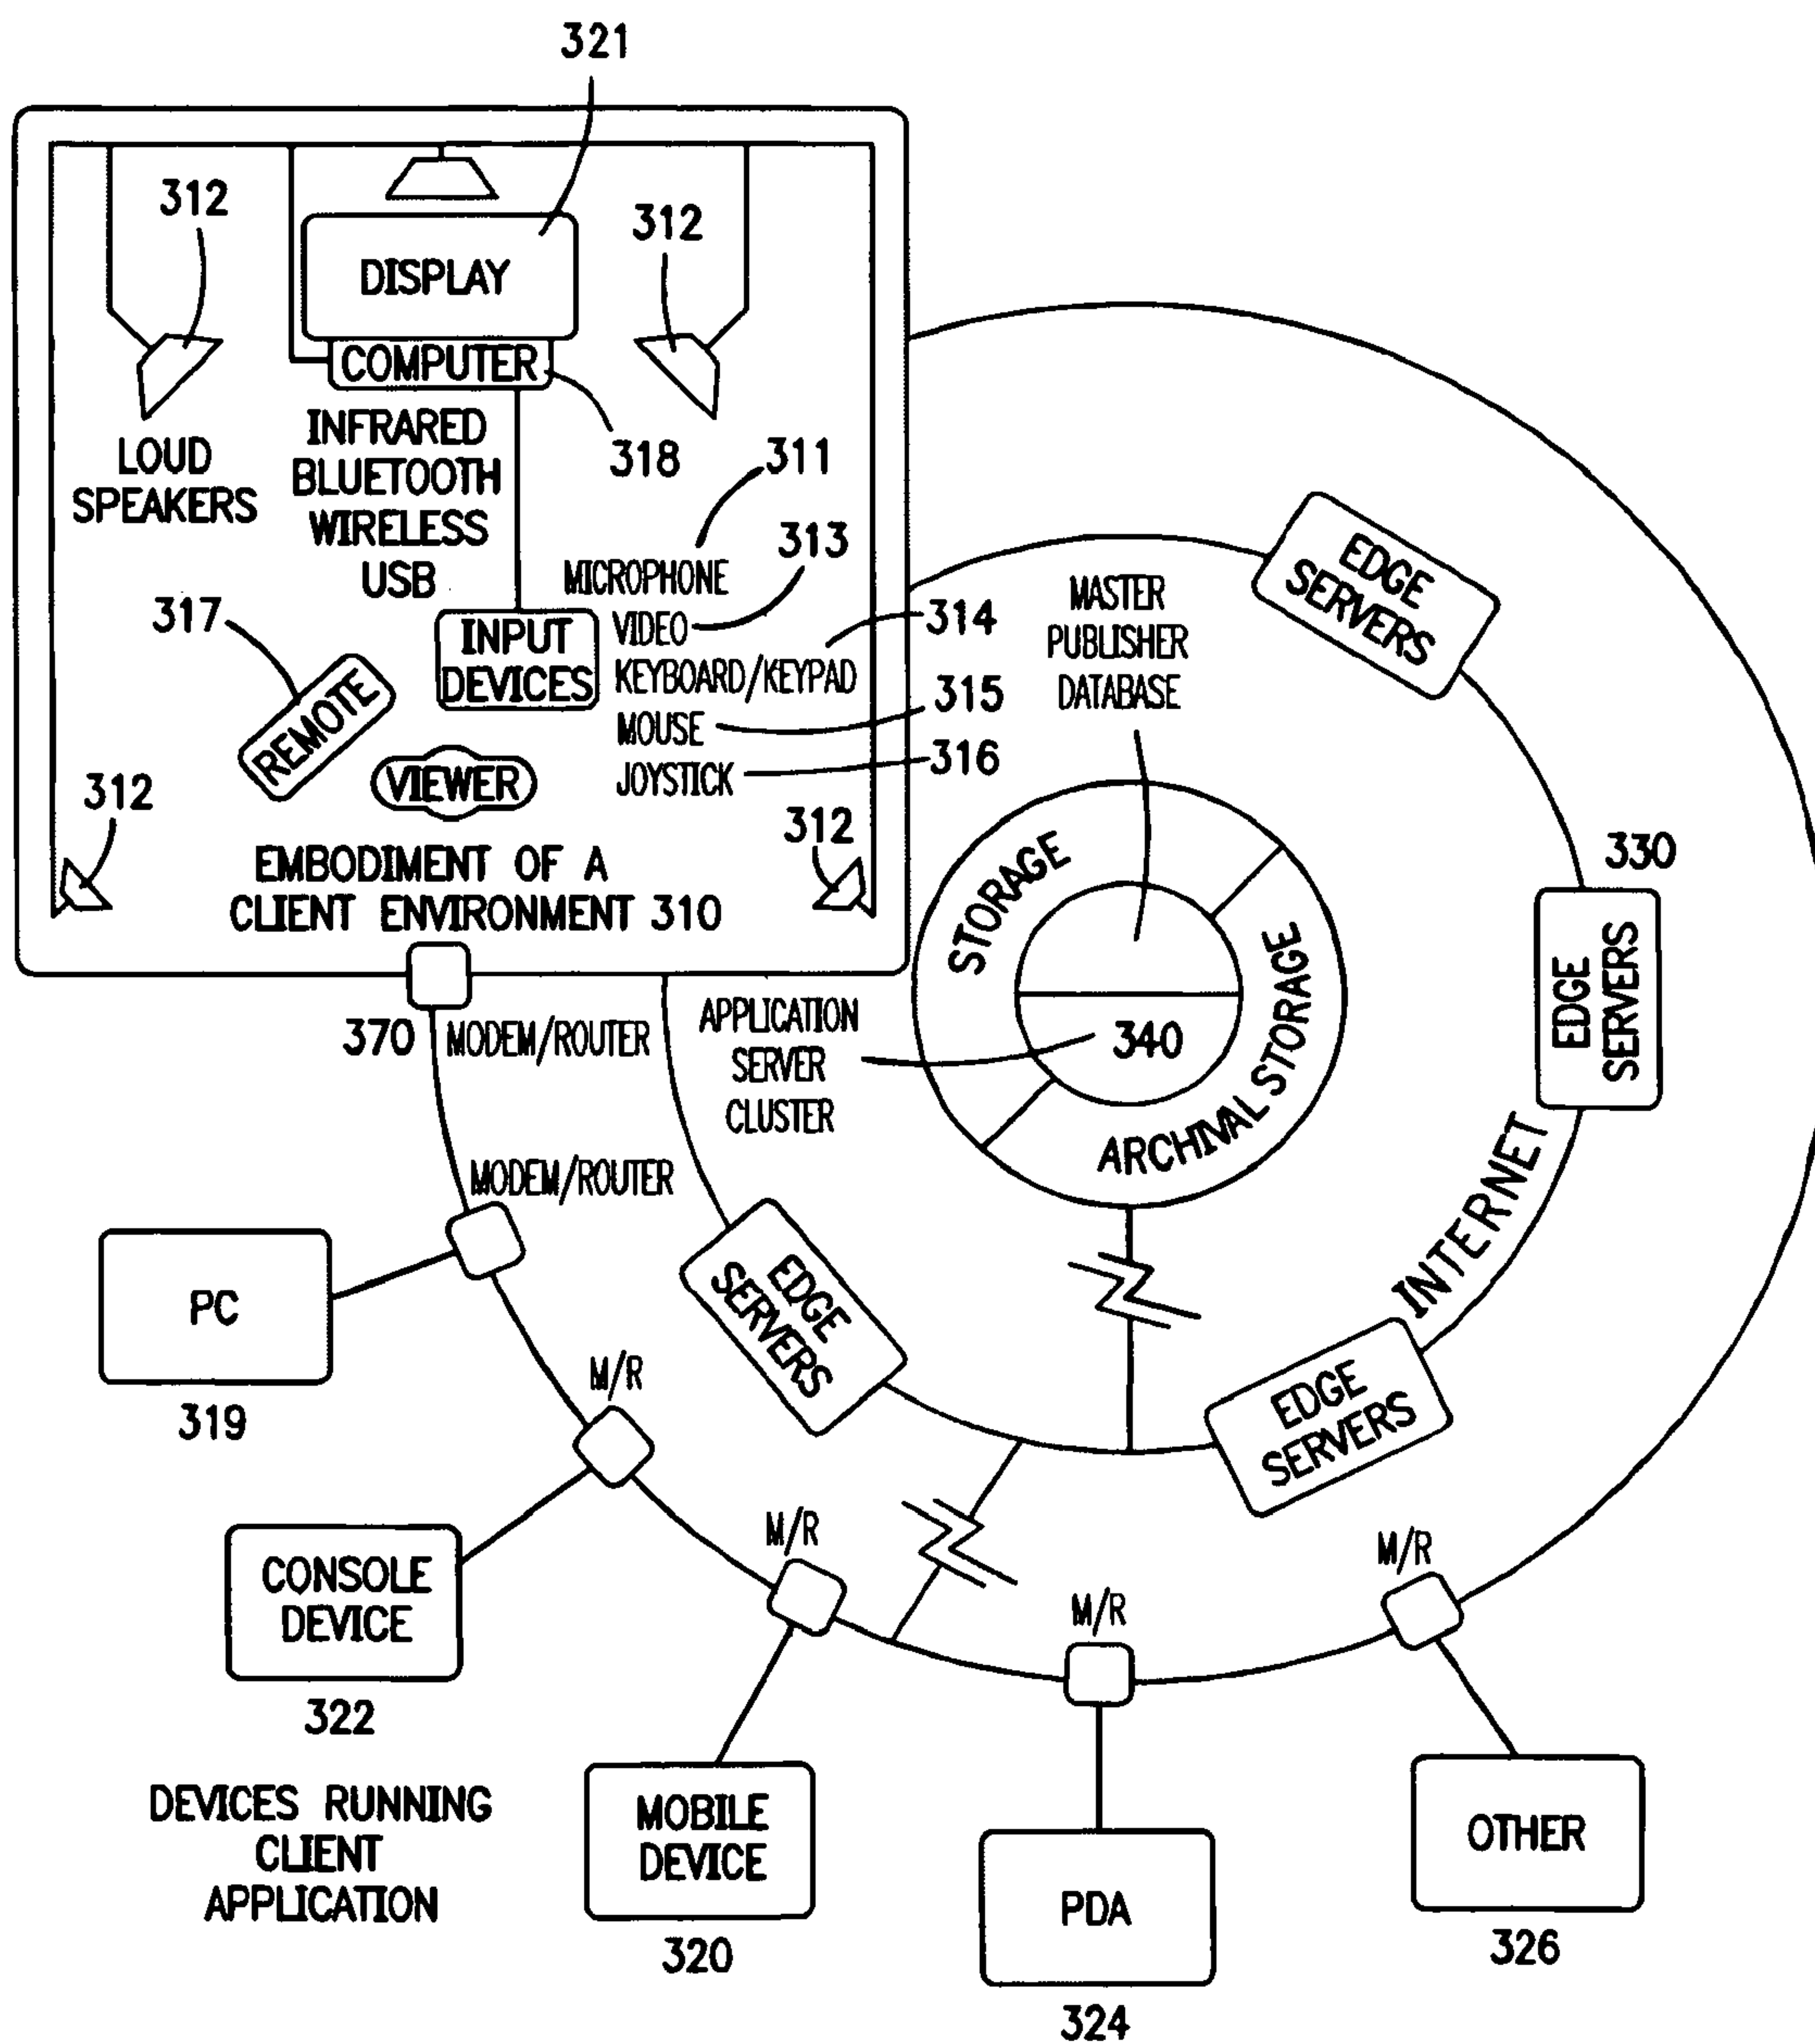 321
312
312
DISPLAY
COMPUTER
LOUD
SPEAKERS
INFRARED
BLUETOOTH
WIRELESS
USB
318
311
MICROPHONE
313
VIDEO
314
KEYBOARD/KEYPAD
315
MOUSE
316
JOYSTICK
INPUT
DEVICES
317
REMOTE
VIEWER
312
312
EMBODIMENT OF A
CLIENT ENVIRONMENT 310
370
MODEM/ROUTER
MASTER
PUBLISHER
DATABASE
EDGE
SERVERS
330
EDGE
SERVERS
STORAGE
ARCHIVAL STORAGE
340
APPLICATION
SERVER
CLUSTER
INTERNET
MODEM/ROUTER
EDGE
SERVERS
EDGE
SERVERS
PC
319
M/R
CONSOLE
DEVICE
322
M/R
MOBILE
DEVICE
320
M/R
PDA
324
M/R
OTHER
326
DEVICES RUNNING
CLIENT
APPLICATION